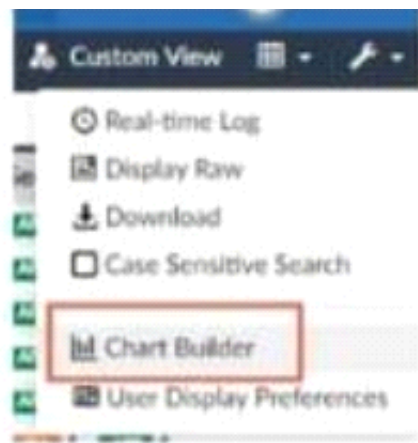 Custom View
Real-time Log
Display Raw
Download
Case Sensitive Search
Chart Builder
User Display Preferences